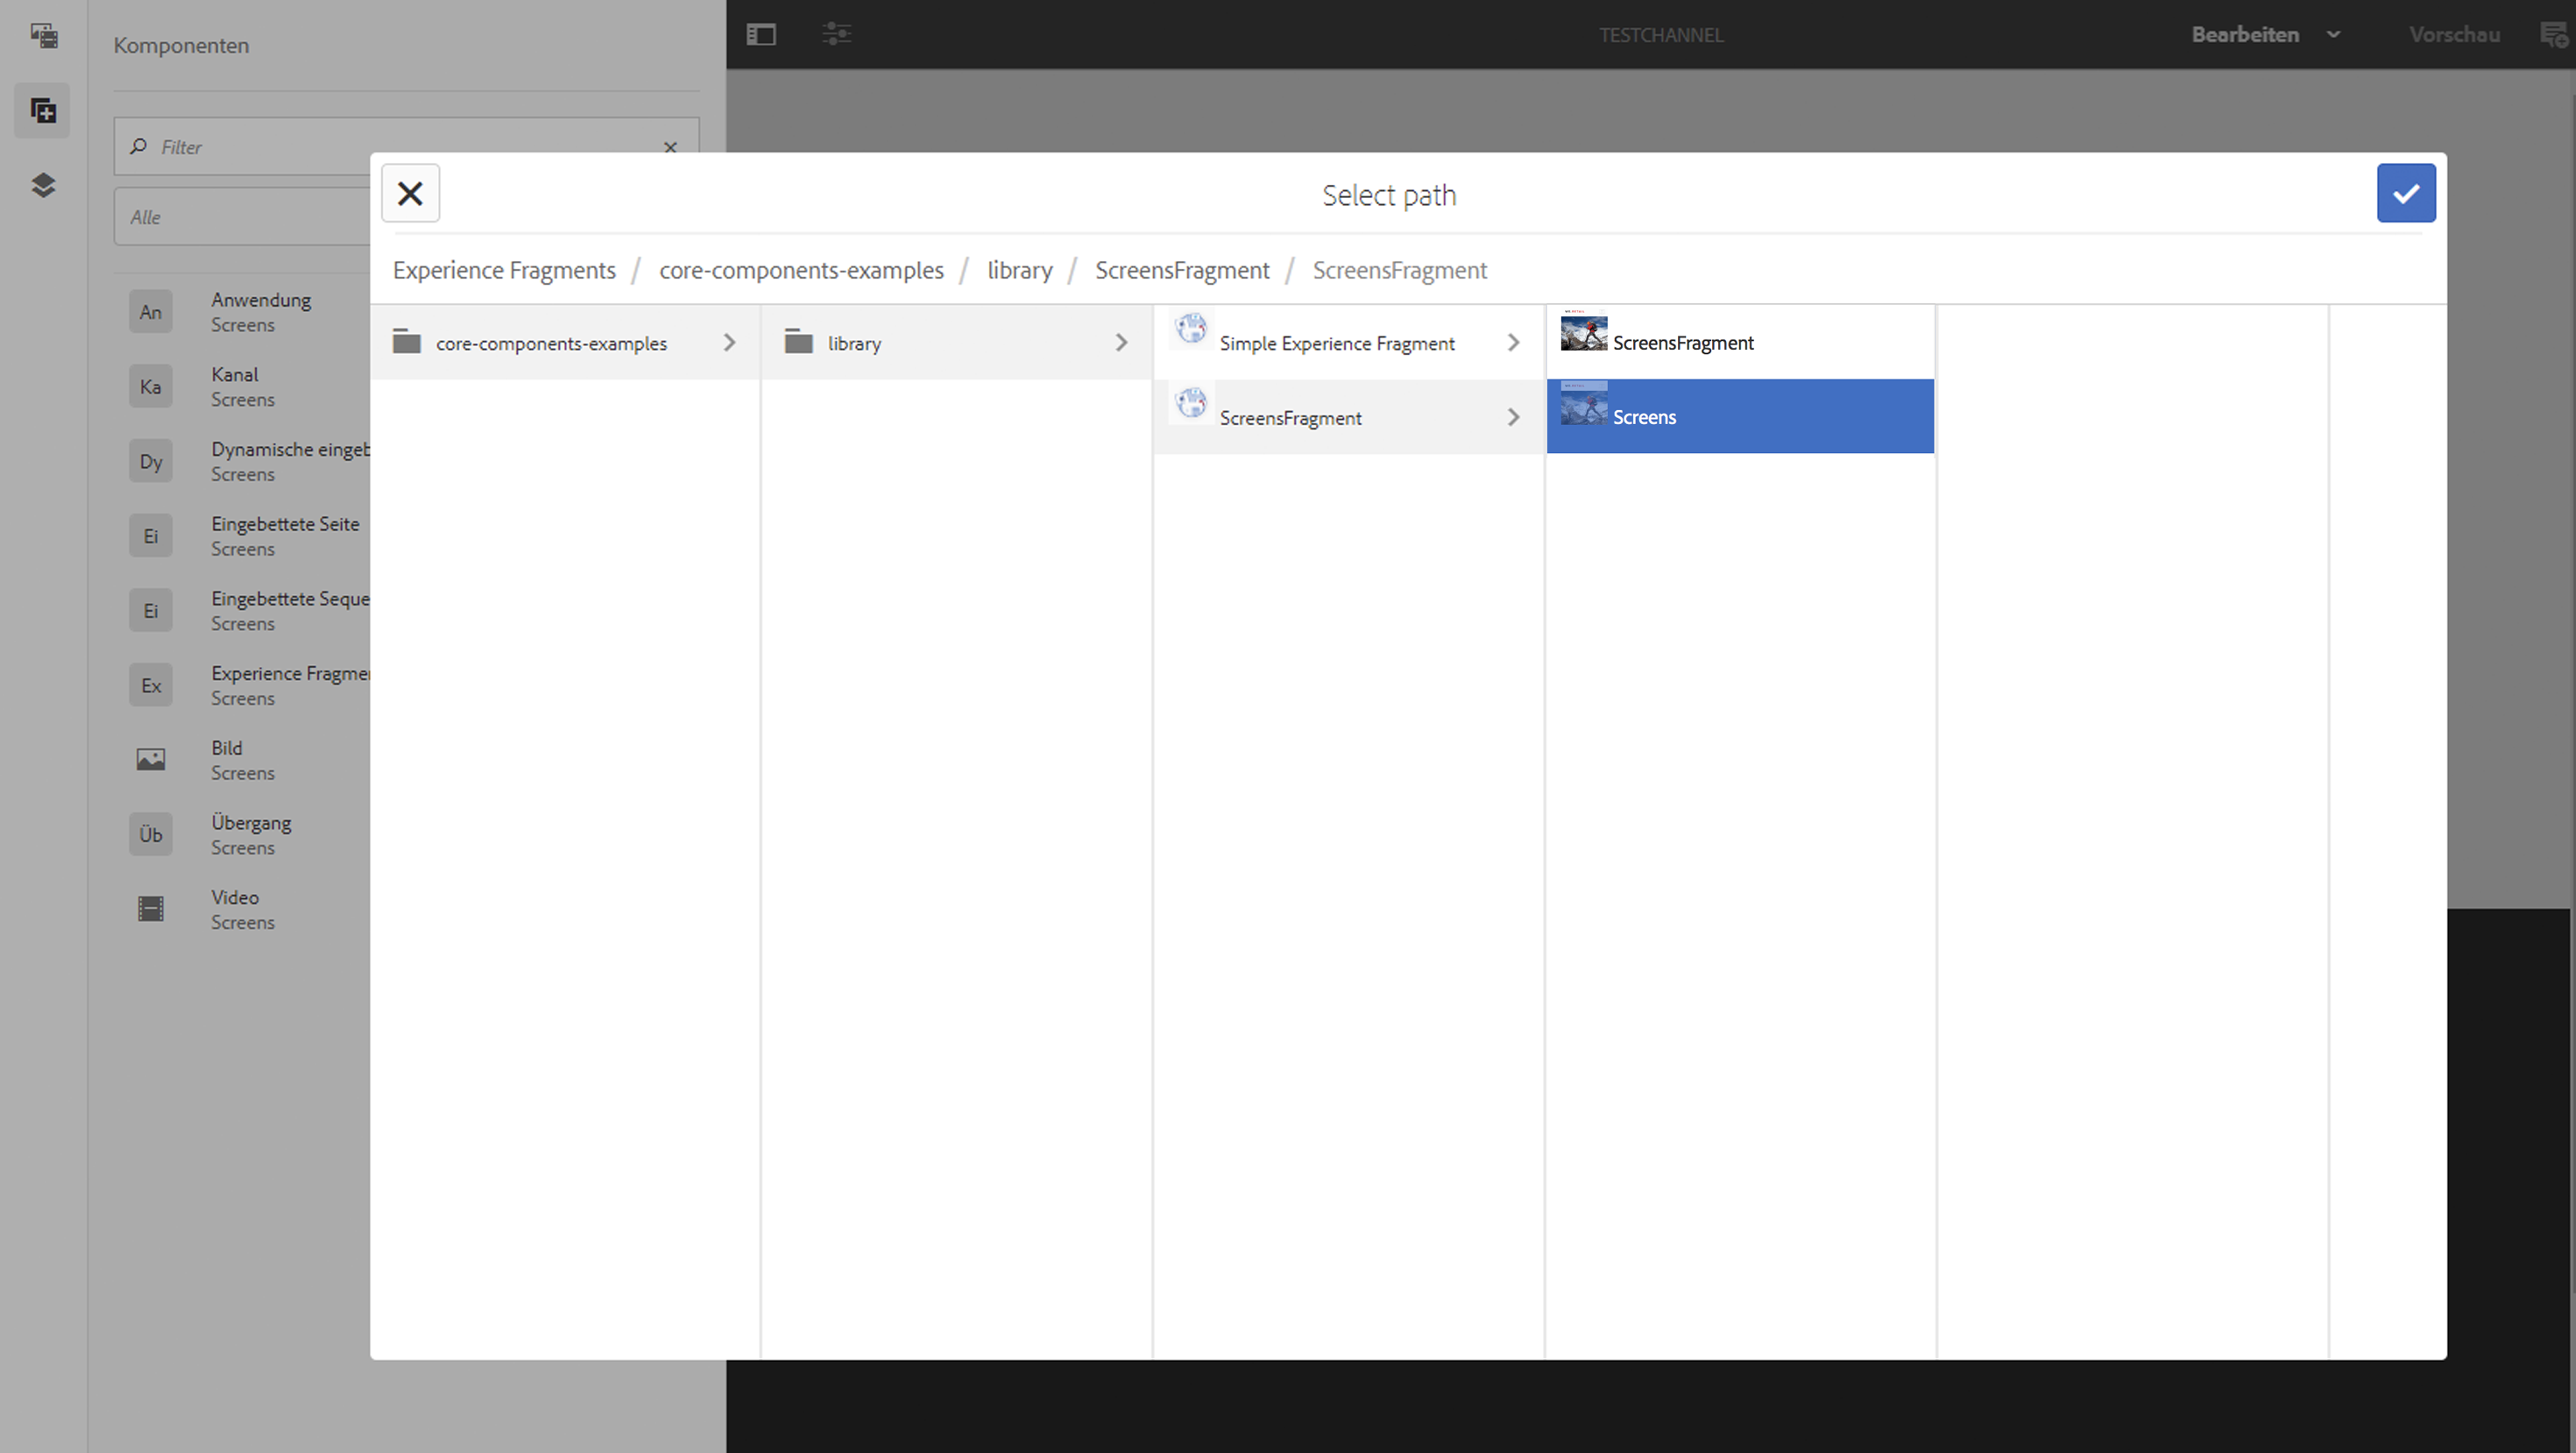 Komponenten
TESTCHANNEL
Bearbeiten
Vorschau
Filter
Alle
An
Anwendung
Screens
Ka
Kanal
Screens
Dy
Dynamische eingeb
Screens
Ei
Eingebettete Seite
Screens
Ei
Eingebettete Seque
Screens
Ex
Experience Fragme
Screens
Bild
Screens
Üb
Übergang
Screens
Video
Screens
Select path
Experience Fragments / core-components-examples / library / ScreensFragment / ScreensFragment
core-components-examples
library
Simple Experience Fragment
ScreensFragment
ScreensFragment
Screens